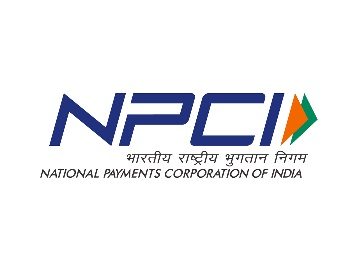 NPCI
भारतीय राष्ट्रीय भुगतान निगम
NATIONAL PAYMENTS CORPORATION OF INDIA